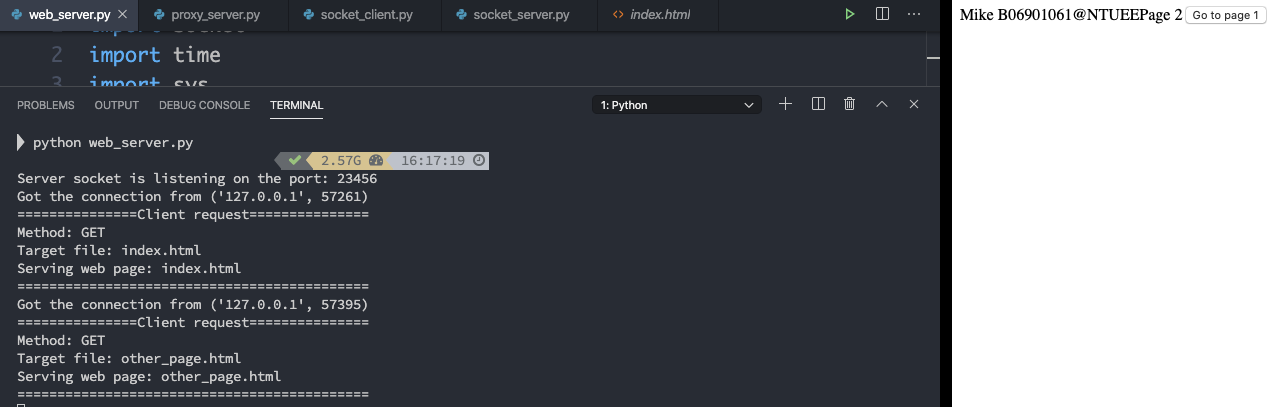 web_server.py proxy_server.py socket_client.py socket_server.py index.html
1 import socket
2 import time
3 import sys
PROBLEMS OUTPUT DEBUG CONSOLE TERMINAL 1: Python
python web_server.py
2.57G 16:17:19
Server socket is listening on the port: 23456
Got the connection from ('127.0.0.1', 57261)
===============Client request===============
Method: GET
Target file: index.html
Serving web page: index.html
============================================
Got the connection from ('127.0.0.1', 57395)
===============Client request===============
Method: GET
Target file: other_page.html
Serving web page: other_page.html
============================================
Mike B06901061@NTUEEPage 2 Go to page 1